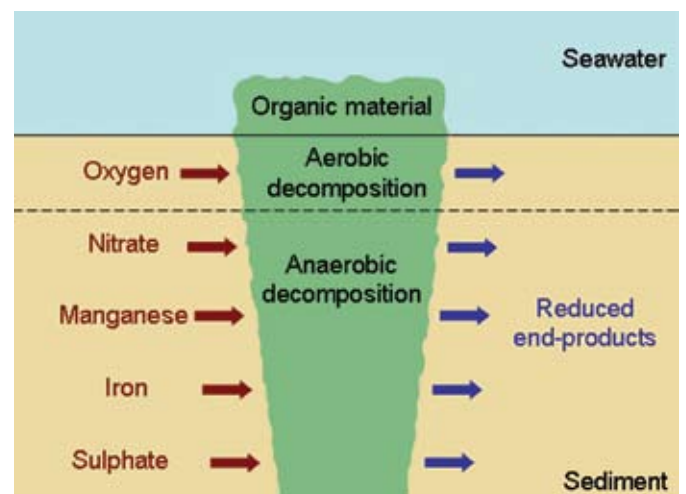 Seawater
Organic material
Oxygen
Aerobic
decomposition
Nitrate
Anaerobic
decomposition
Manganese
Reduced
end-products
Iron
Sulphate
Sediment